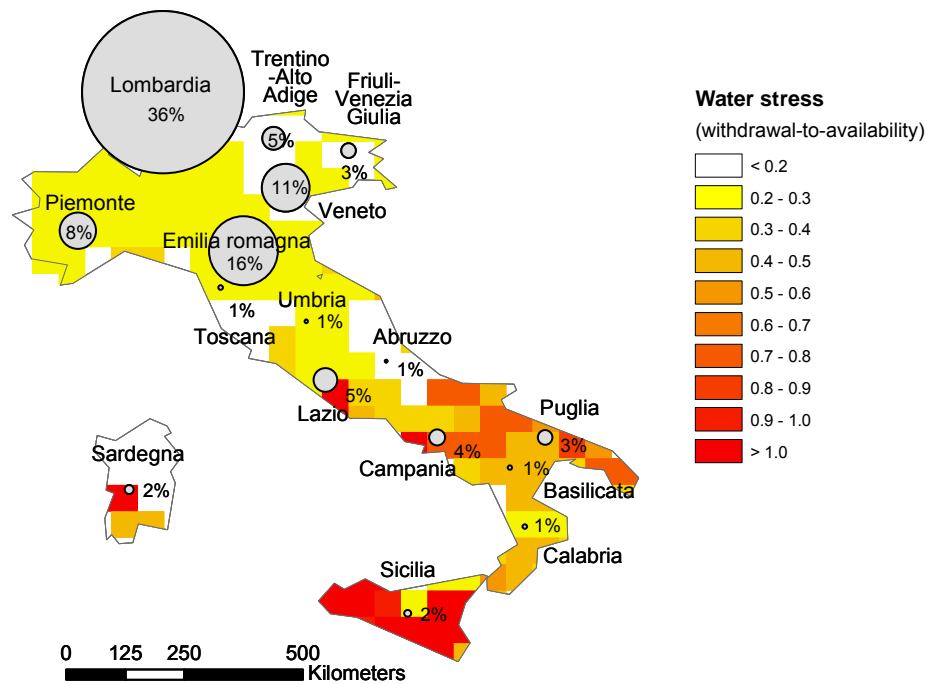 Lombardia
36%
Trentino
-Alto
Adige
5%
Friuli-
Venezia
Giulia
3%
11%
Veneto
Piemonte
8%
Emilia romagna
16%
1%
Toscana
Umbria
1%
Abruzzo
1%
5%
Lazio
4%
Campania
Puglia
3%
1%
Basilicata
1%
Calabria
Sardegna
2%
Sicilia
2%
0 125 250 500
Kilometers
Water stress
(withdrawal-to-availability)
< 0.2
0.2 - 0.3
0.3 - 0.4
0.4 - 0.5
0.5 - 0.6
0.6 - 0.7
0.7 - 0.8
0.8 - 0.9
0.9 - 1.0
> 1.0